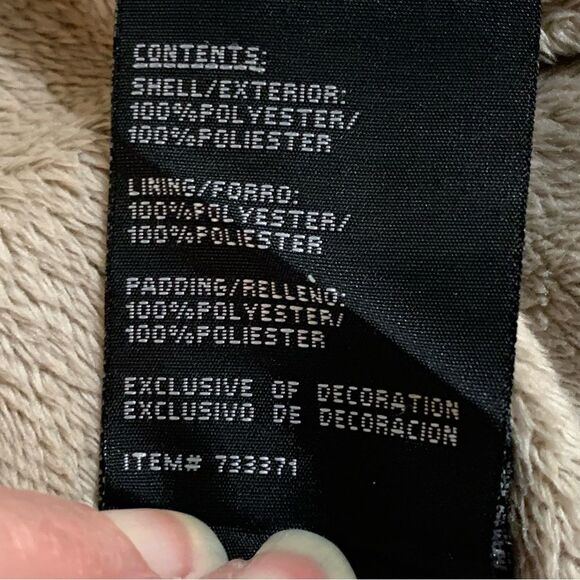 CONTENTS:
SHELL/EXTERIOR:
100%POLYESTER/
100%POLIESTER
LINING/FORRO:
100%POLYESTER/
100%POLIESTER
PADDING/RELLENO:
100%POLYESTER/
100%POLIESTER
EXCLUSIVE OF DECORATION
EXCLUSIVO DE DECORACION
ITEM# 733371